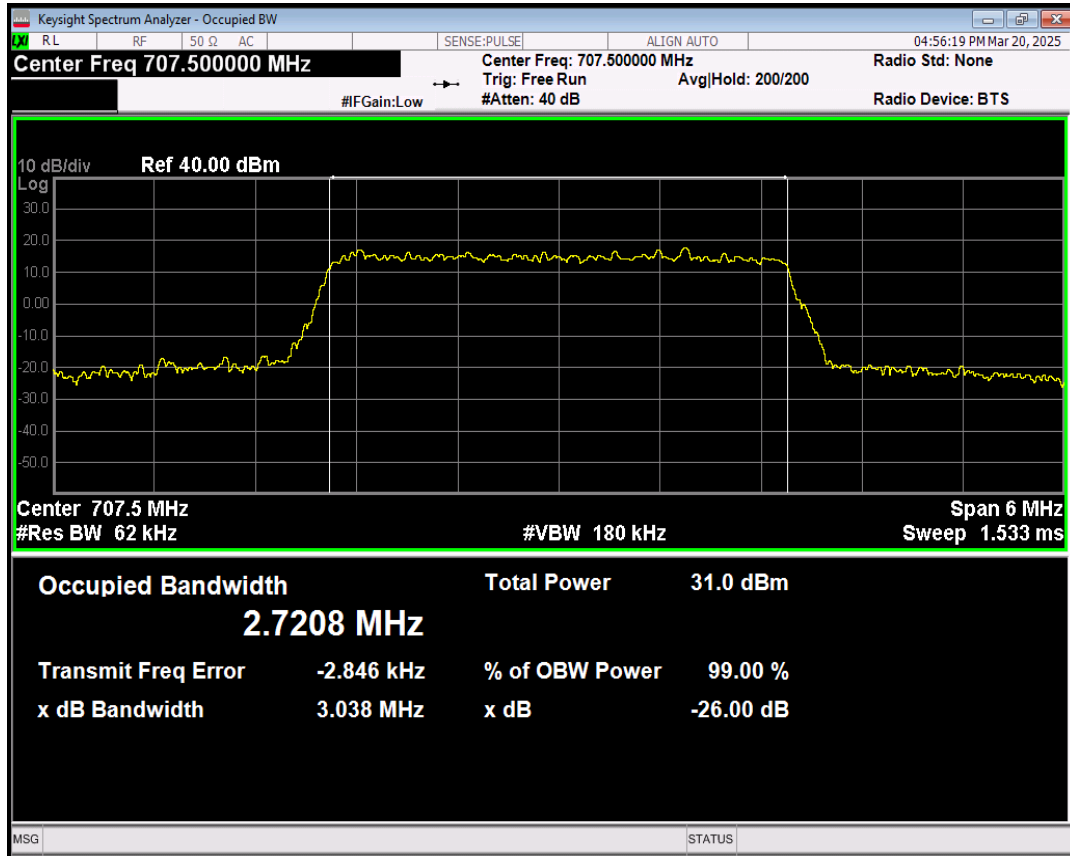 Keysight Spectrum Analyzer - Occupied BW
LXI RL RF 50 Ω AC SENSE:PULSE ALIGN AUTO 04:56:19 PM Mar 20, 2025
Center Freq 707.500000 MHz Center Freq: 707.500000 MHz Radio Std: None
Trig: Free Run Avg|Hold: 200/200
#IFGain:Low #Atten: 40 dB Radio Device: BTS
10 dB/div Ref 40.00 dBm
Log
30.0
20.0
10.0
0.00
-10.0
-20.0
-30.0
-40.0
-50.0
Center 707.5 MHz Span 6 MHz
#Res BW 62 kHz #VBW 180 kHz Sweep 1.533 ms
Occupied Bandwidth Total Power 31.0 dBm
2.7208 MHz
Transmit Freq Error -2.846 kHz % of OBW Power 99.00 %
x dB Bandwidth 3.038 MHz x dB -26.00 dB
MSG STATUS